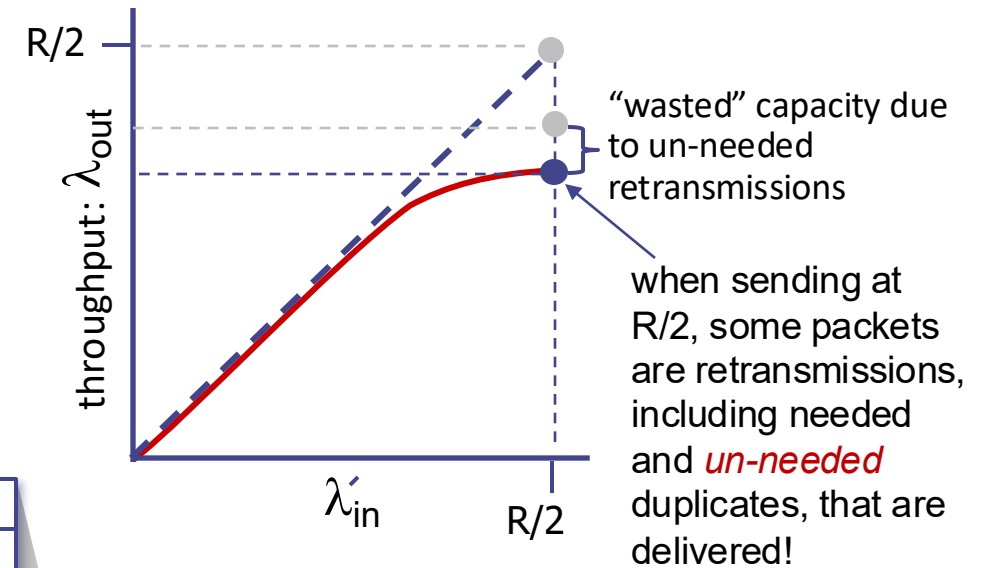 R/2
throughput: λout
“wasted” capacity due
to un-needed
retransmissions
when sending at
R/2, some packets
are retransmissions,
including needed
and un-needed
duplicates, that are
delivered!
λ′in
R/2